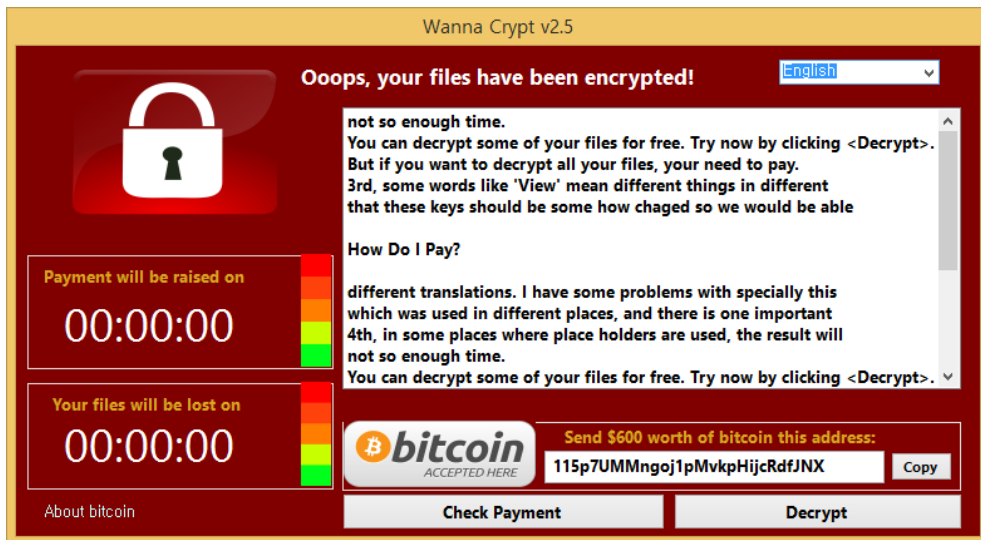 Wanna Crypt v2.5
Ooops, your files have been encrypted!
English
not so enough time.
You can decrypt some of your files for free. Try now by clicking <Decrypt>.
But if you want to decrypt all your files, your need to pay.
3rd, some words like 'View' mean different things in different
that these keys should be some how chaged so we would be able
How Do I Pay?
different translations. I have some problems with specially this
which was used in different places, and there is one important
4th, in some places where place holders are used, the result will
not so enough time.
You can decrypt some of your files for free. Try now by clicking <Decrypt>.
Payment will be raised on
00:00:00
Your files will be lost on
00:00:00
About bitcoin
bitcoin
ACCEPTED HERE
Send $600 worth of bitcoin this address:
115p7UMMngoj1pMvkpHijcRdfJNX
Copy
Check Payment
Decrypt